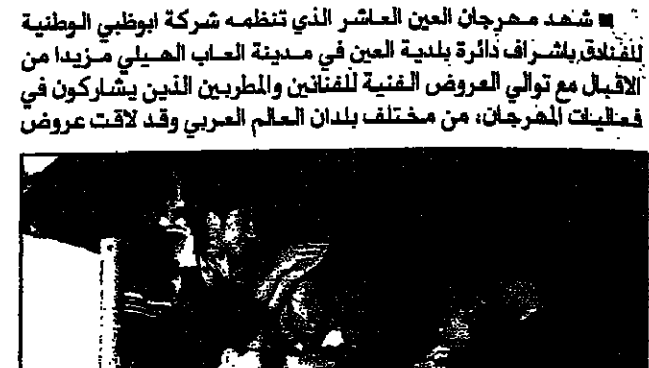 ■ شهد مهرجان العين العاشر الذي تنظمه شركة ابوظبي الوطنية
للفنادق باشراف دائرة بلدية العين في مدينة العاب الهيلي مزيدا من
الاقبال مع توالي العروض الفنية للفنانين والمطربين الذين يشاركون في
فعاليات المهرجان، من مختلف بلدان العالم العربي وقد لاقت عروض